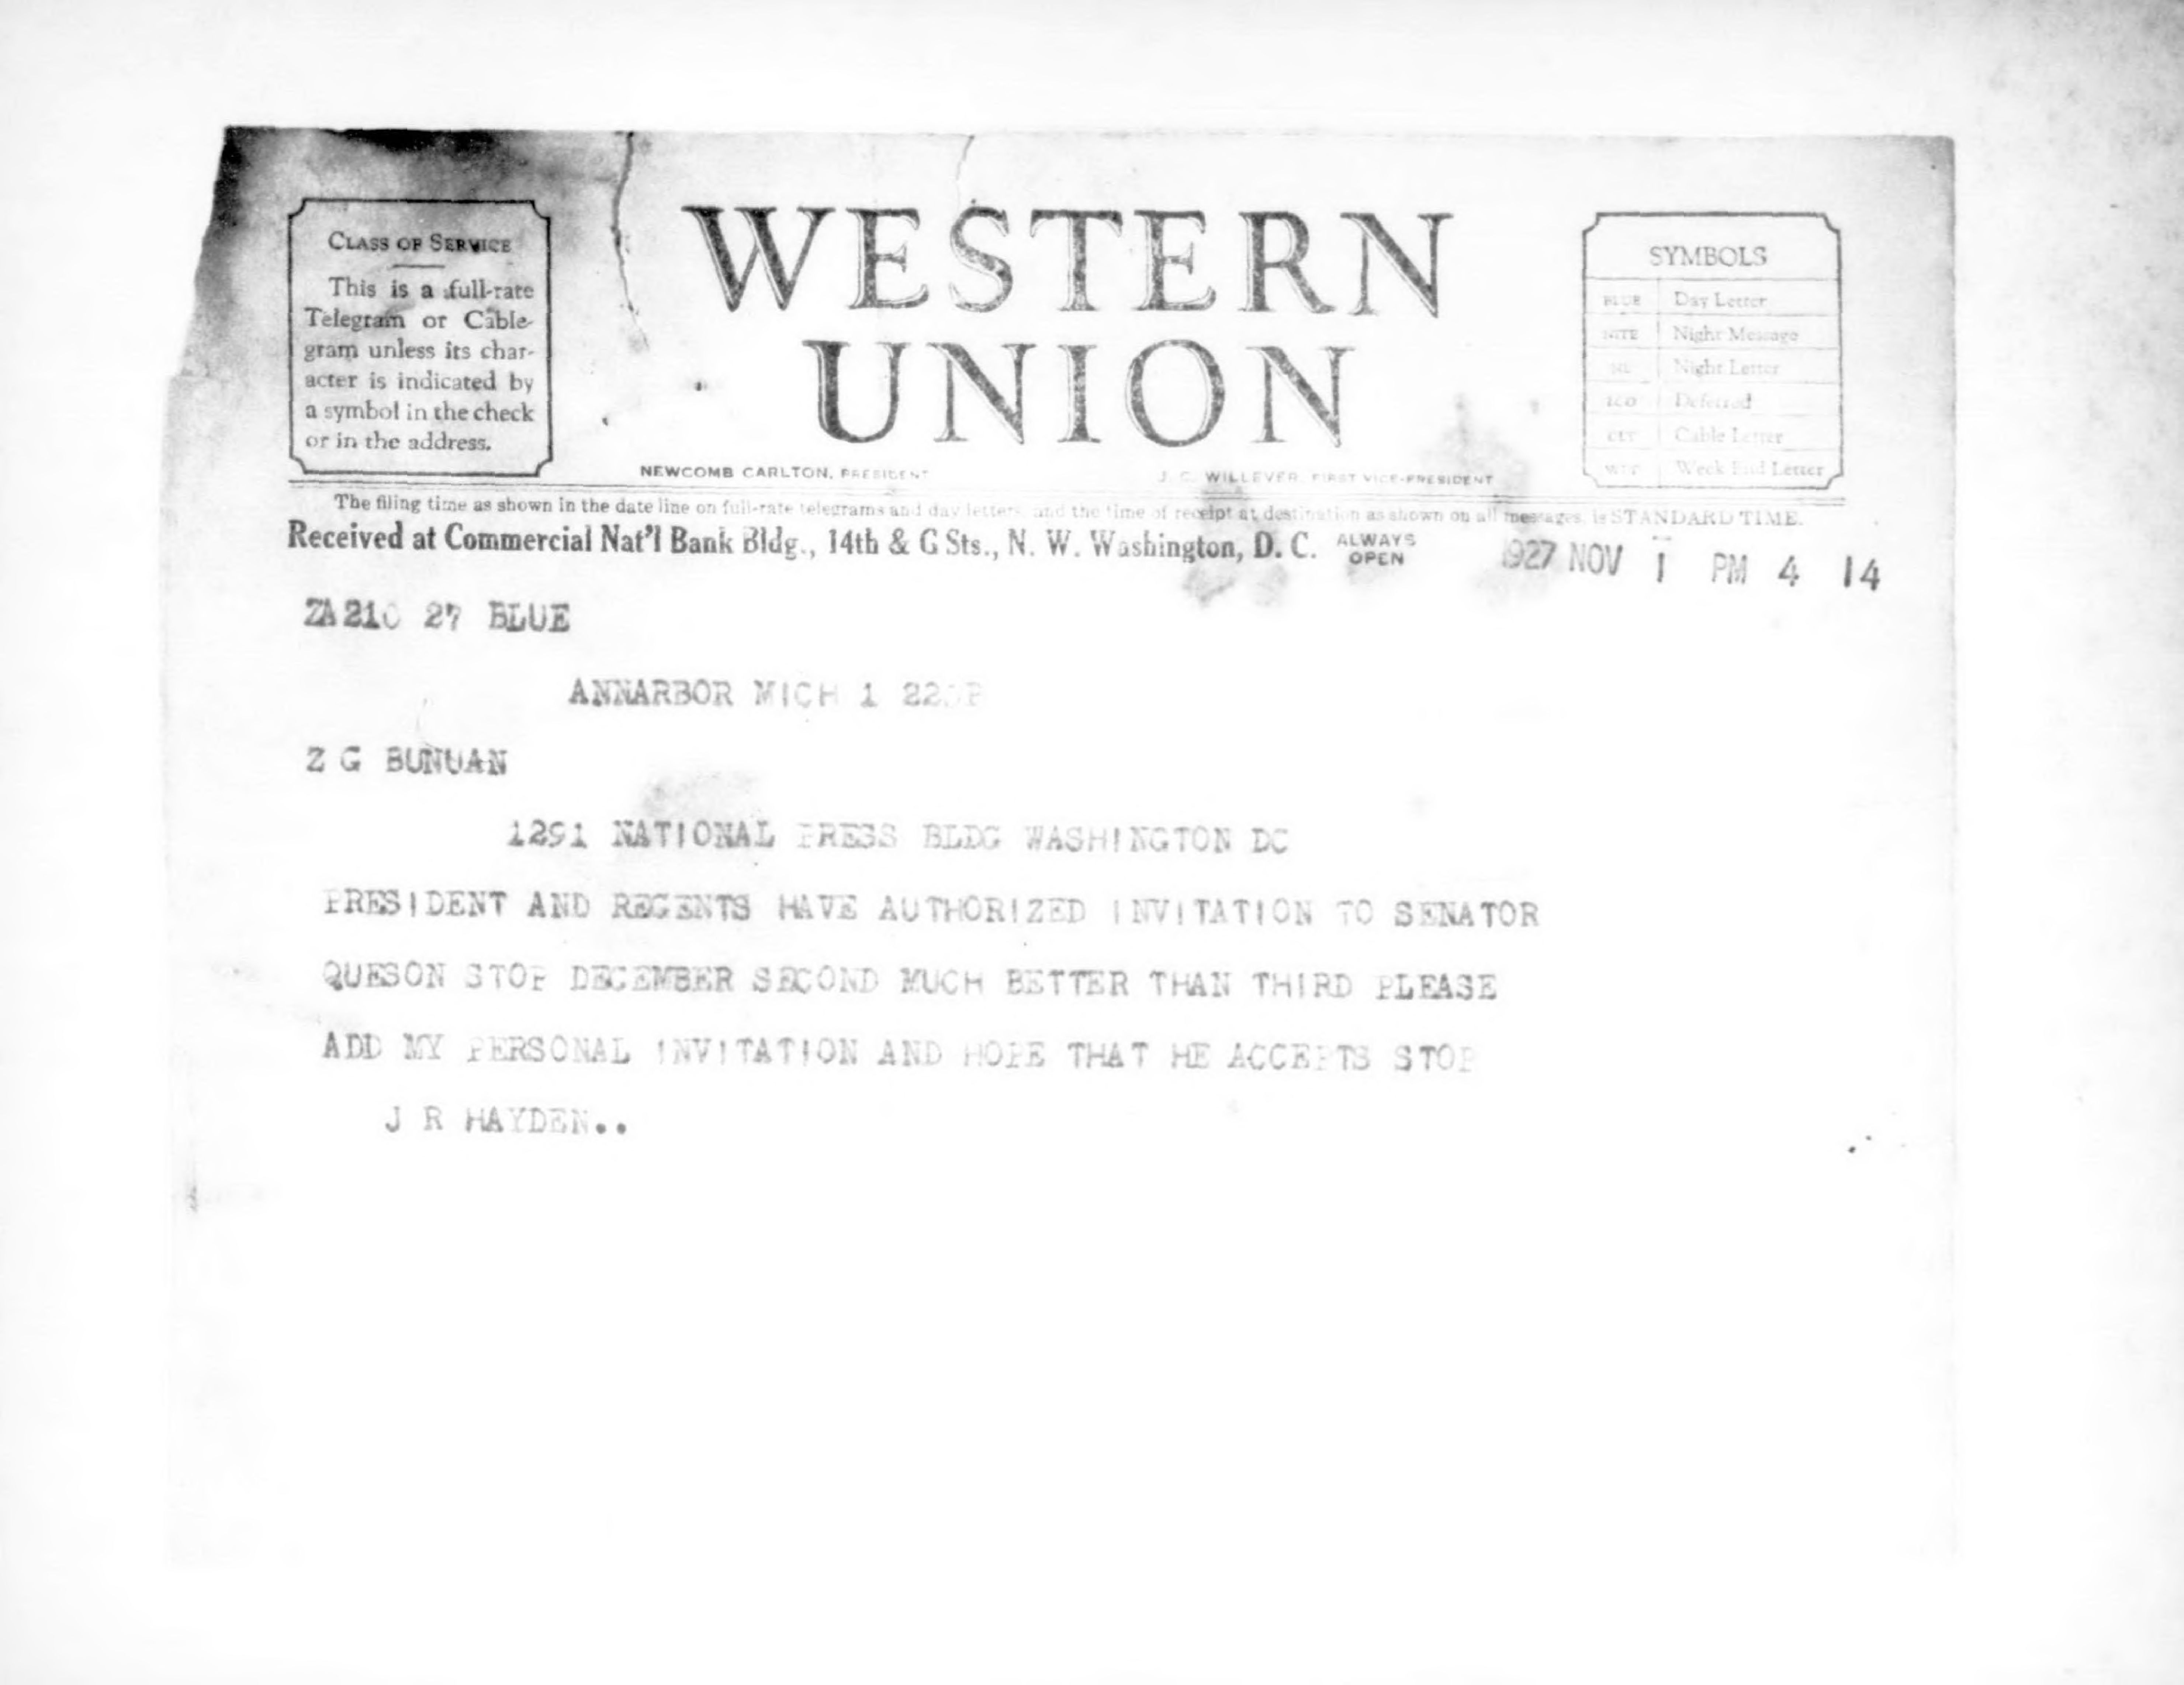 CLASS OF SERVICE
This is a full-rate
Telegram or Cable-
gram unless its char-
acter is indicated by
a symbol in the check
or in the address.
WESTERN
UNION
NEWCOMB CARLTON, PRESIDENT
J. C. WILLEVER, FIRST VICE-PRESIDENT
SYMBOLS
BLUE Day Letter
NITE Night Message
NL Night Letter
LCO Deferred
CLT Cable Letter
WLT Week End Letter
The filing time as shown in the date line on full-rate telegrams and day letters, and the time of receipt at destination as shown on all messages, is STANDARD TIME.
Received at Commercial Nat'l Bank Bldg., 14th & G Sts., N. W. Washington, D. C. ALWAYS OPEN
1927 NOV 1 PM 4 14
27 BLUE
ANNARBOR MICH 1
Z G BUNUAN
1291 NATIONAL PRESS BLDG WASHINGTON DC
PRESIDENT AND REGENTS HAVE AUTHORIZED INVITATION TO SENATOR
QUESON STOP DECEMBER SECOND MUCH BETTER THAN THIRD PLEASE
ADD MY PERSONAL INVITATION AND HOPE THAT HE ACCEPTS STOP
J R HAYDEN..